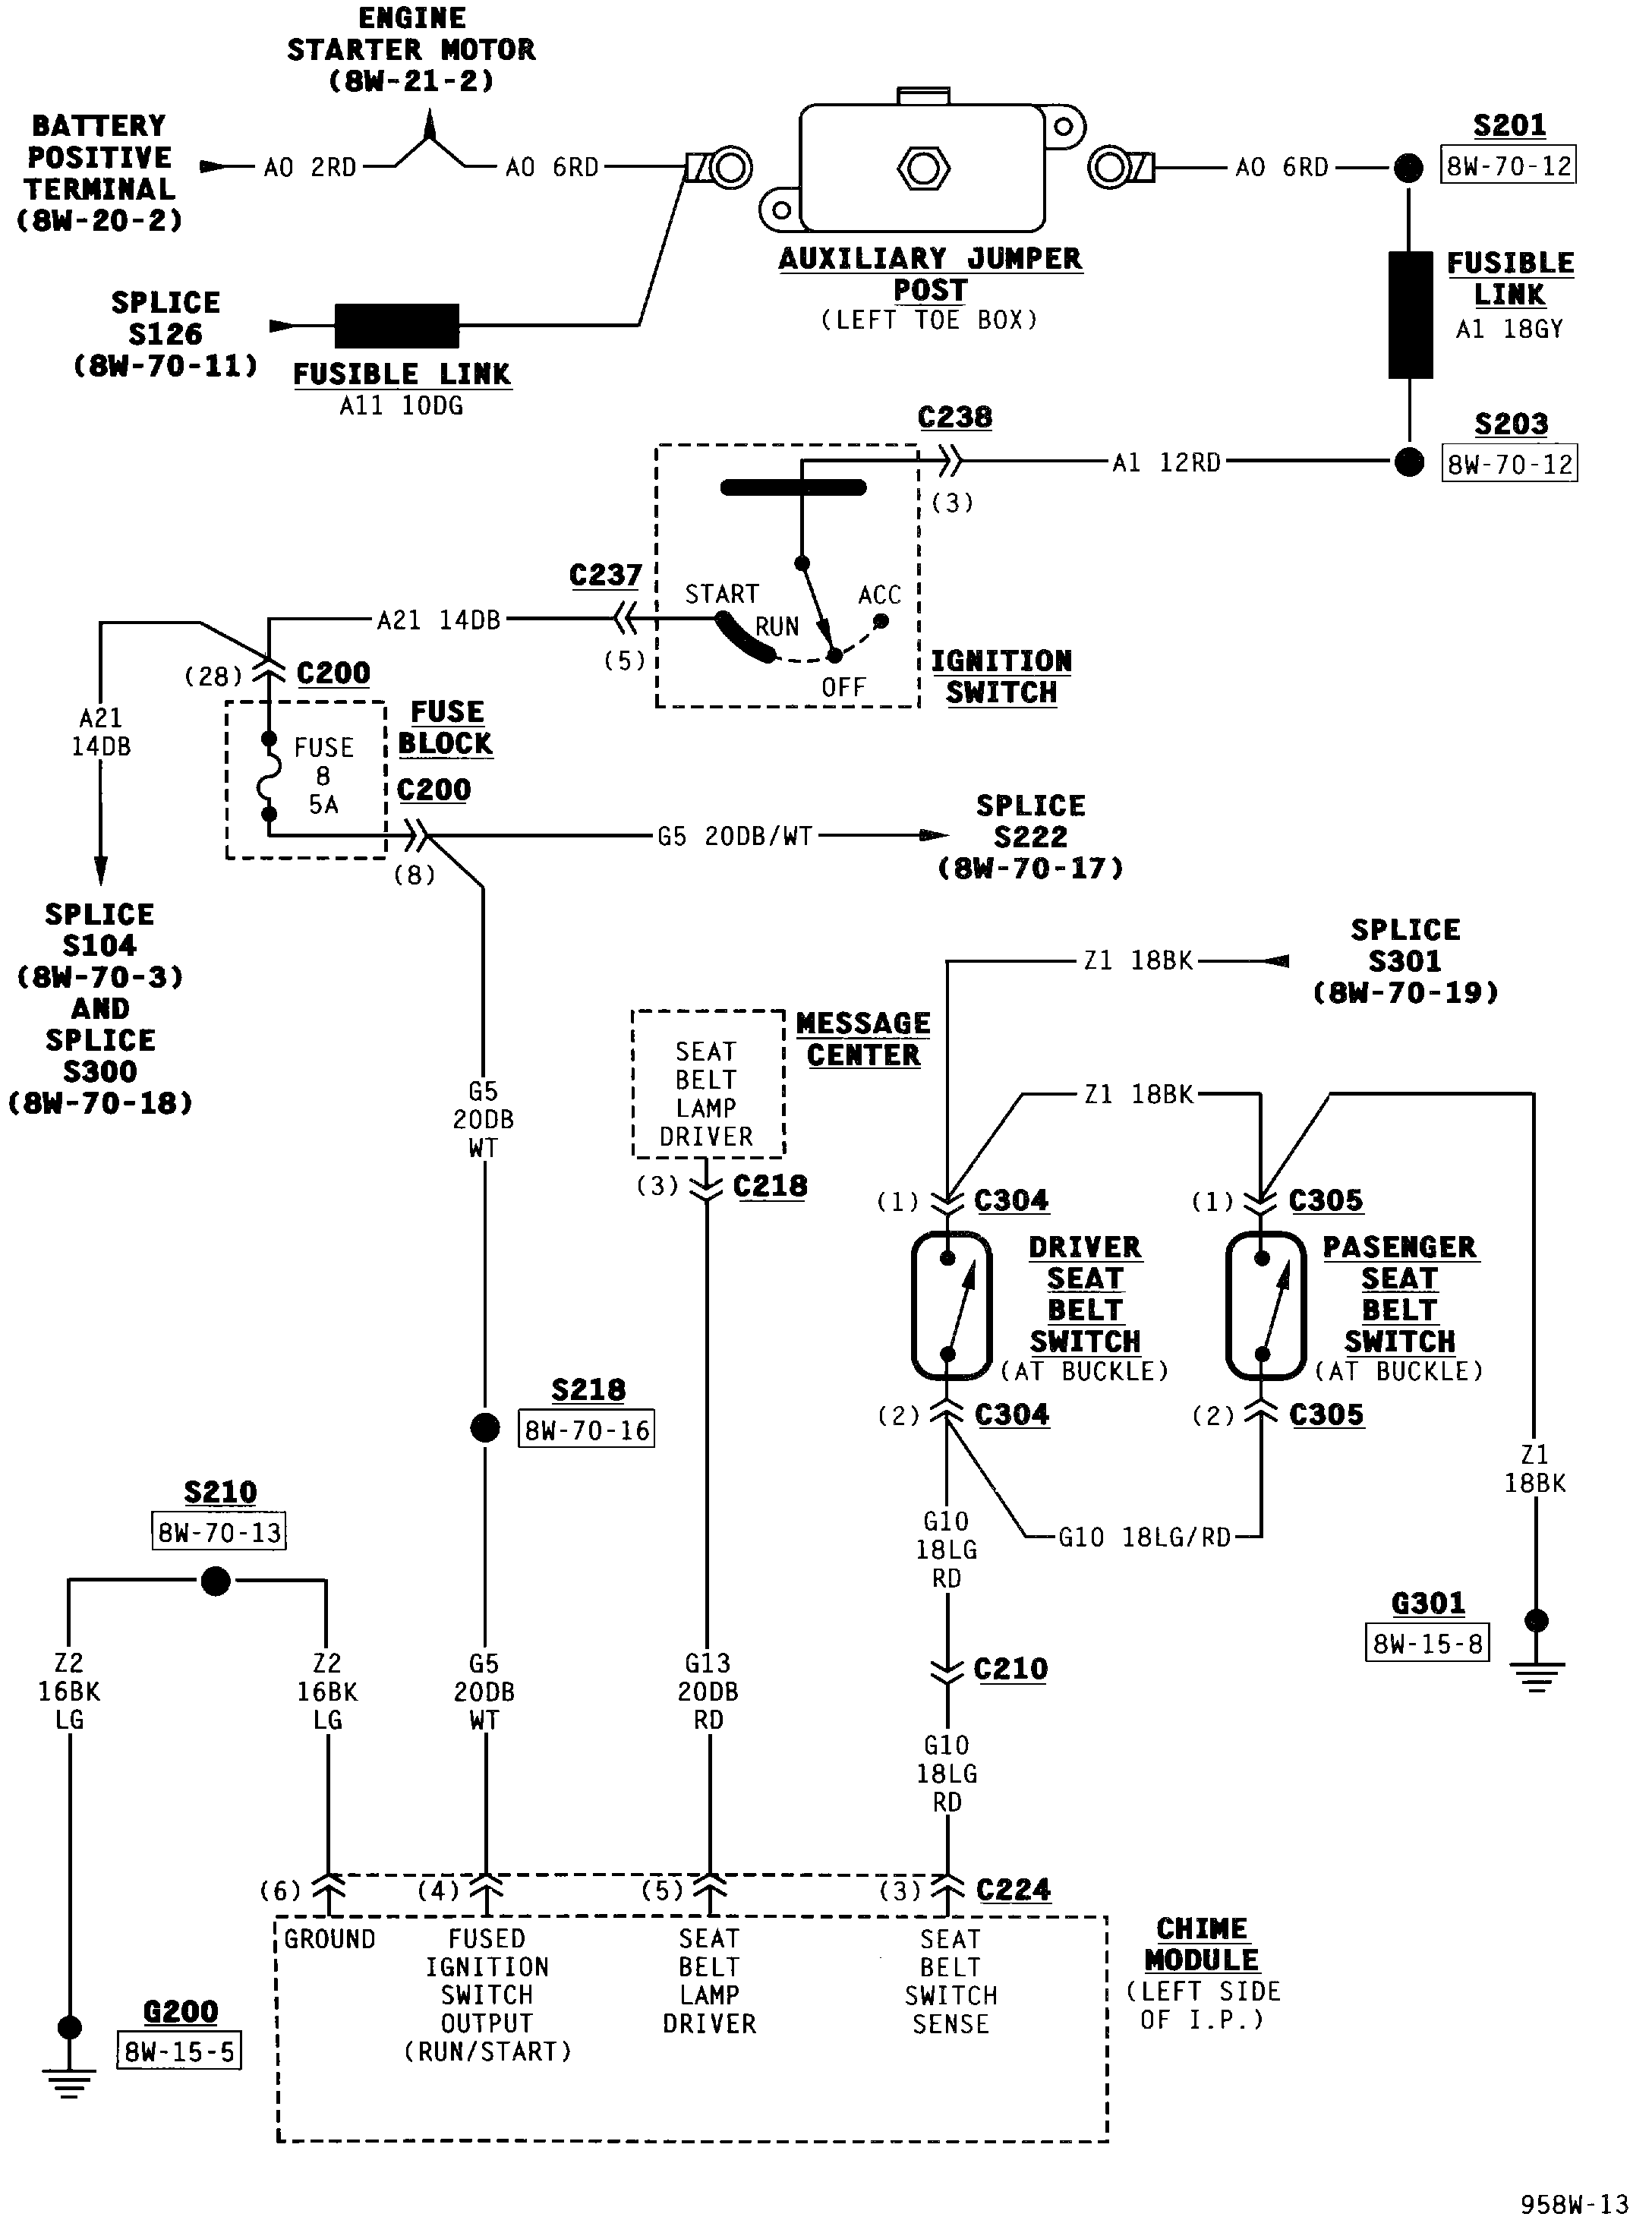 ENGINE
STARTER MOTOR
(8W-21-2)
BATTERY
POSITIVE
TERMINAL
(8W-20-2)
A0 2RD
A0 6RD
A0 6RD
S201
8W-70-12
AUXILIARY JUMPER
POST
(LEFT TOE BOX)
FUSIBLE
LINK
A1 18GY
SPLICE
S126
(8W-70-11)
FUSIBLE LINK
A11 10DG
C238
(3)
A1 12RD
S203
8W-70-12
C237
(5)
START
RUN
ACC
OFF
IGNITION
SWITCH
A21 14DB
(28)
C200
A21
14DB
FUSE
8
5A
FUSE
BLOCK
C200
(8)
G5 20DB/WT
SPLICE
S222
(8W-70-17)
SPLICE
S104
(8W-70-3)
AND
SPLICE
S300
(8W-70-18)
Z1 18BK
SPLICE
S301
(8W-70-19)
G5
20DB
WT
SEAT
BELT
LAMP
DRIVER
MESSAGE
CENTER
Z1 18BK
(3)
C218
(1)
C304
(1)
C305
DRIVER
SEAT
BELT
SWITCH
(AT BUCKLE)
PASENGER
SEAT
BELT
SWITCH
(AT BUCKLE)
(2)
C304
(2)
C305
S218
8W-70-16
Z1
18BK
S210
8W-70-13
G10
18LG
RD
G10 18LG/RD
G301
8W-15-8
Z2
16BK
LG
Z2
16BK
LG
G5
20DB
WT
G13
20DB
RD
C210
G10
18LG
RD
(6)
(4)
(5)
(3)
C224
GROUND
FUSED
IGNITION
SWITCH
OUTPUT
(RUN/START)
SEAT
BELT
LAMP
DRIVER
SEAT
BELT
SWITCH
SENSE
CHIME
MODULE
(LEFT SIDE
OF I.P.)
G200
8W-15-5
958W-13